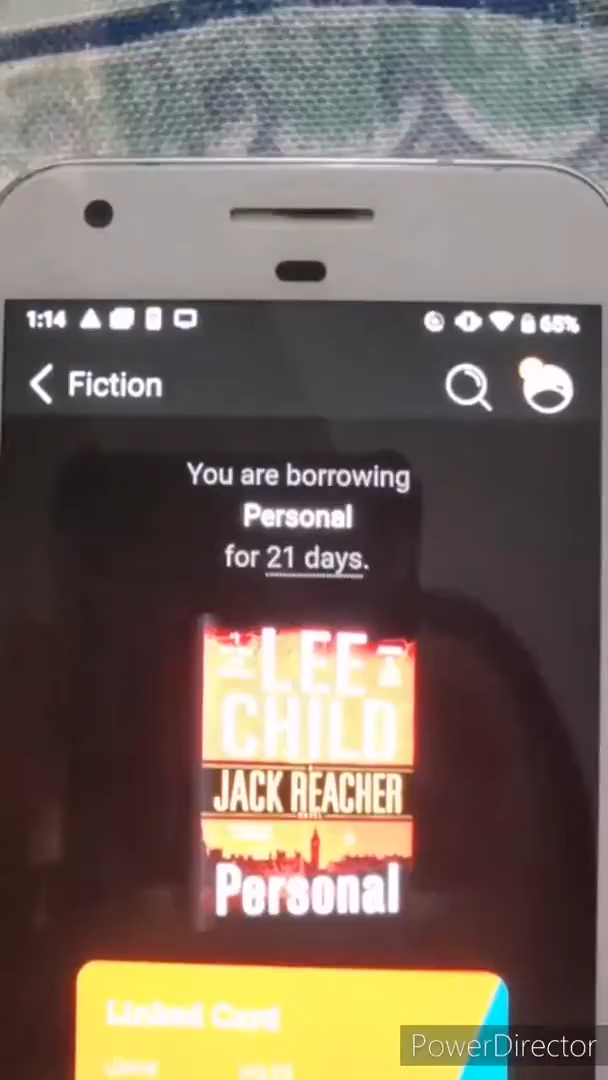 1:14
65%
Fiction
You are borrowing
Personal
for 21 days.
LEE
CHILD
JACK REACHER
Personal
Linked Card
PowerDirector